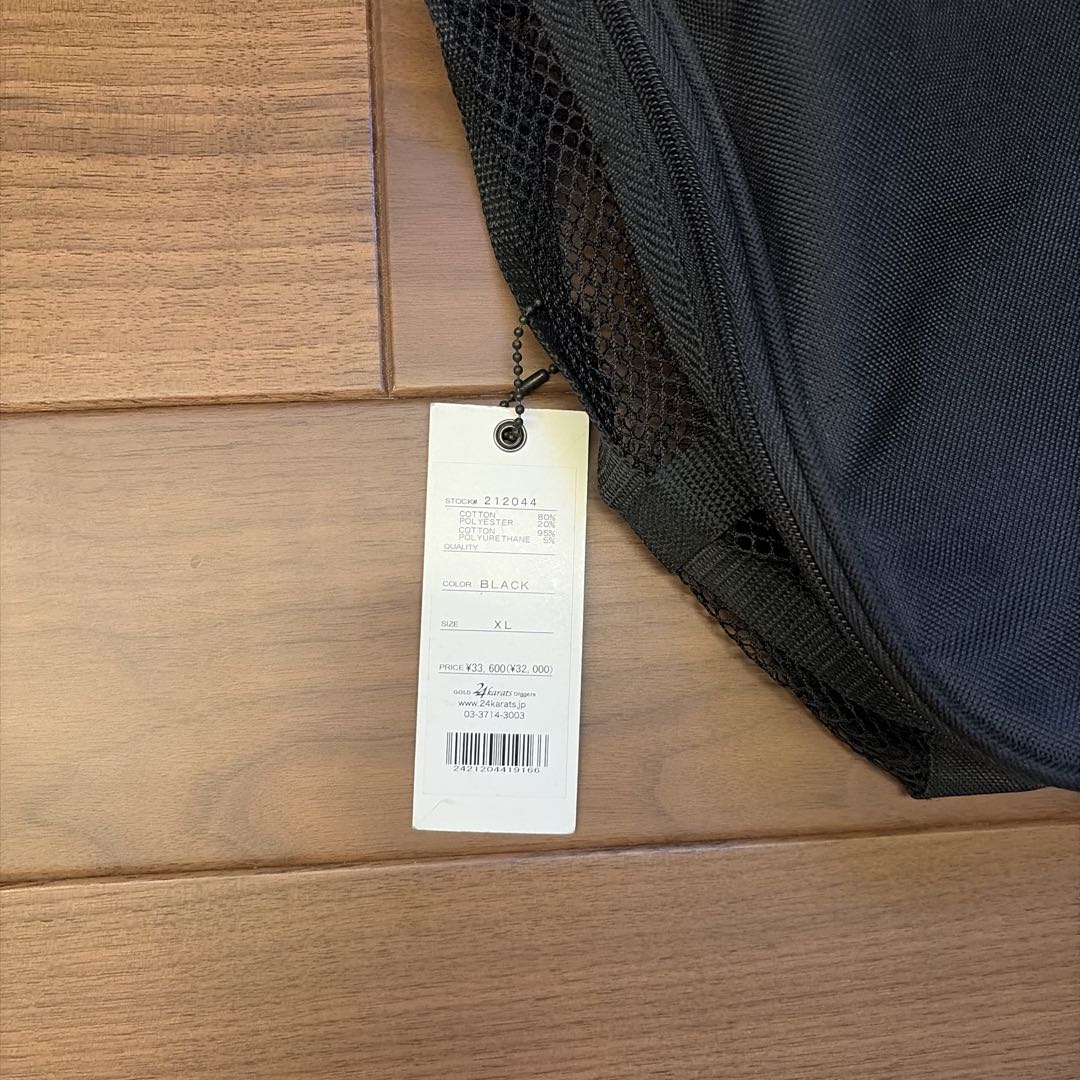 STOCK# 212044
COTTON 80%
POLYESTER 20%
COTTON 95%
POLYURETHANE 5%
QUALITY
COLOR BLACK
SIZE XL
PRICE ¥33,600(¥32,000)
GOLD 24karats Diggers
www.24karats.jp
03-3714-3003
2421204419166